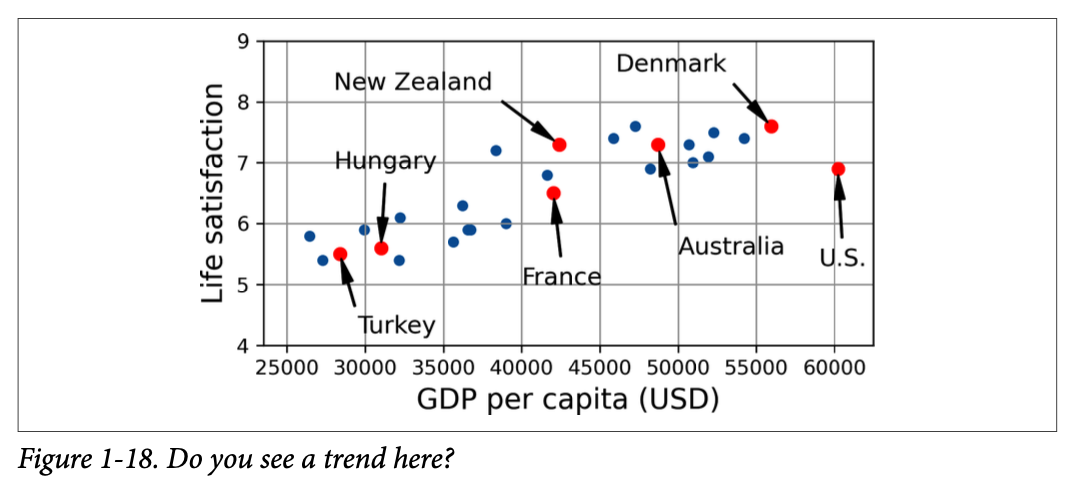 9
8
7
6
5
4
Life satisfaction
New Zealand
Denmark
Hungary
Australia
U.S.
France
Turkey
25000 30000 35000 40000 45000 50000 55000 60000
GDP per capita (USD)
Figure 1-18. Do you see a trend here?